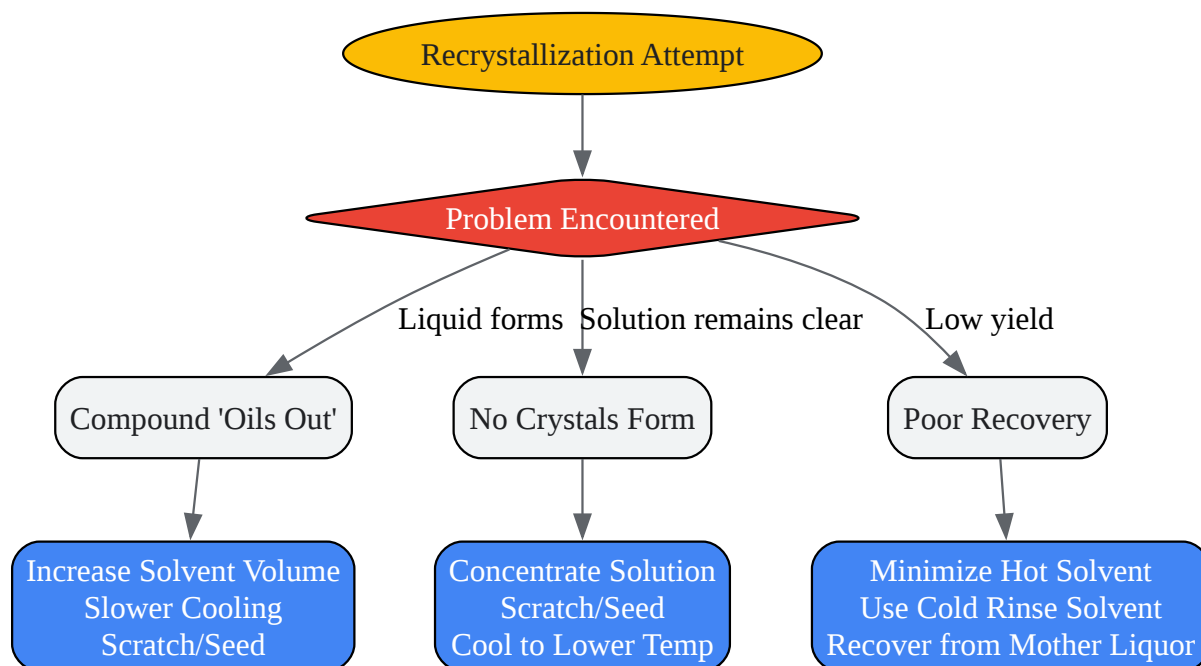 Recrystallization Attempt
Problem Encountered
Liquid forms
Solution remains clear
Low yield
Compound 'Oils Out'
No Crystals Form
Poor Recovery
Increase Solvent Volume
Slower Cooling
Scratch/Seed
Concentrate Solution
Scratch/Seed
Cool to Lower Temp
Minimize Hot Solvent
Use Cold Rinse Solvent
Recover from Mother Liquor